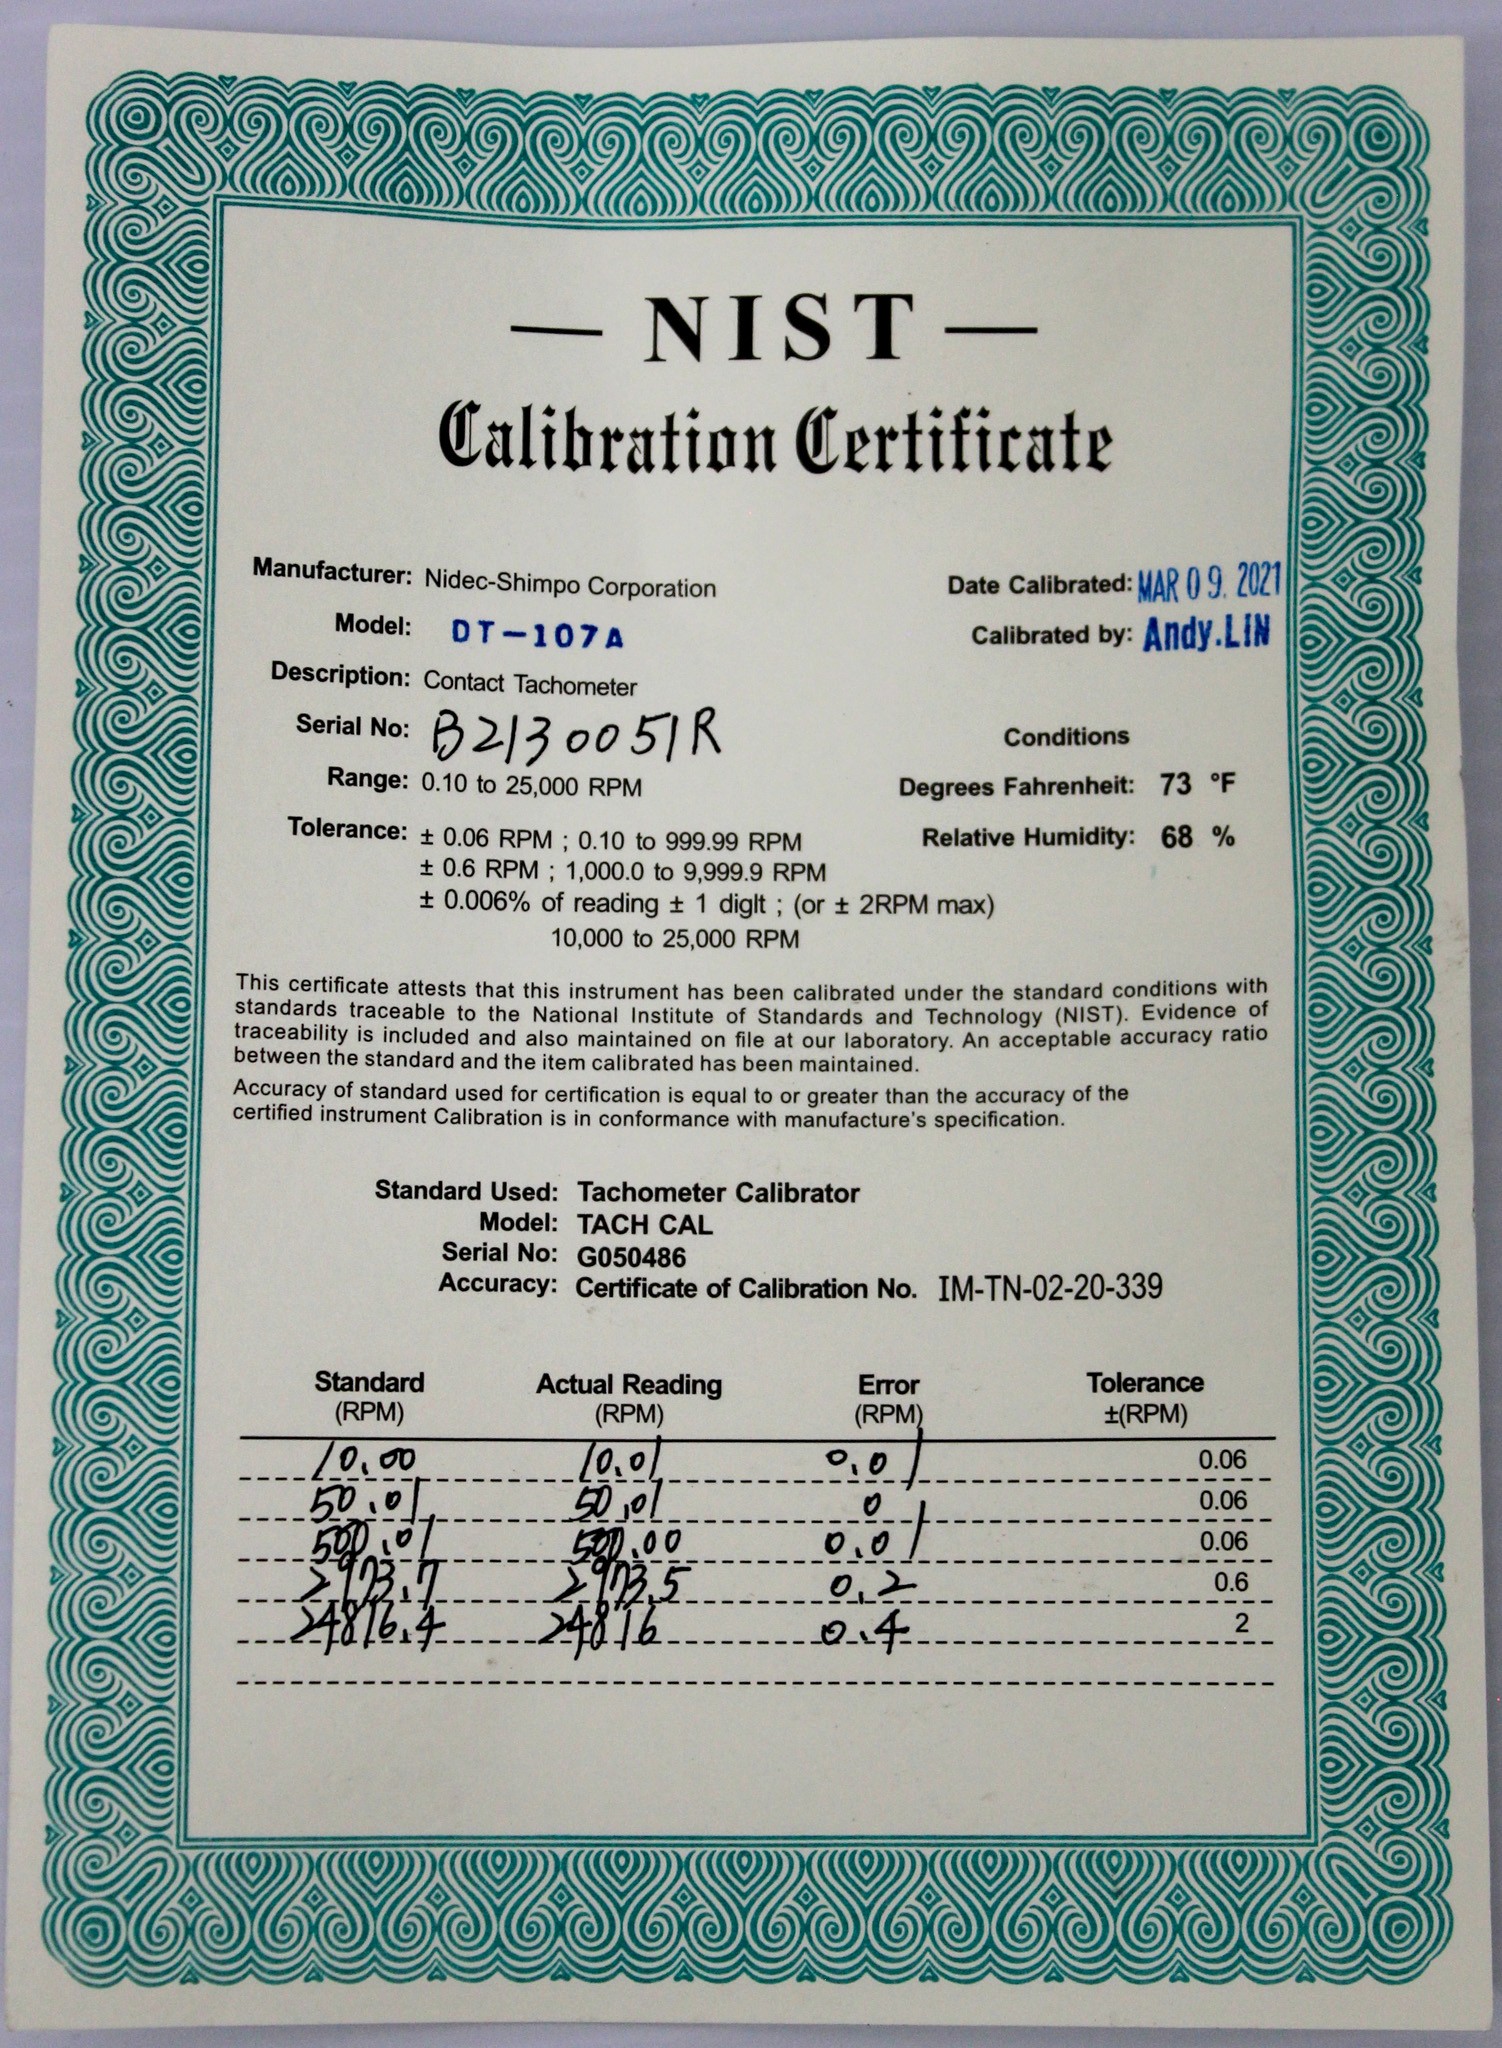 — NIST —
Calibration Certificate
Manufacturer: Nidec-Shimpo Corporation
Date Calibrated: MAR 09. 2021
Model: DT-107A
Calibrated by: Andy.LIN
Description: Contact Tachometer
Serial No: B2130051R
Conditions
Range: 0.10 to 25,000 RPM
Degrees Fahrenheit: 73 °F
Tolerance: ± 0.06 RPM ; 0.10 to 999.99 RPM
Relative Humidity: 68 %
± 0.6 RPM ; 1,000.0 to 9,999.9 RPM
± 0.006% of reading ± 1 diglt ; (or ± 2RPM max)
10,000 to 25,000 RPM
This certificate attests that this instrument has been calibrated under the standard conditions with
standards traceable to the National Institute of Standards and Technology (NIST). Evidence of
traceability is included and also maintained on file at our laboratory. An acceptable accuracy ratio
between the standard and the item calibrated has been maintained.
Accuracy of standard used for certification is equal to or greater than the accuracy of the
certified instrument Calibration is in conformance with manufacture's specification.
Standard Used: Tachometer Calibrator
Model: TACH CAL
Serial No: G050486
Accuracy: Certificate of Calibration No. IM-TN-02-20-339
Standard Actual Reading Error Tolerance
(RPM) (RPM) (RPM) ±(RPM)
10.00 10.01 0.01 0.06
50.01 50.01 0 0.06
500.01 500.00 0.01 0.06
2973.7 2973.5 0.2 0.6
24816.4 24816 0.4 2